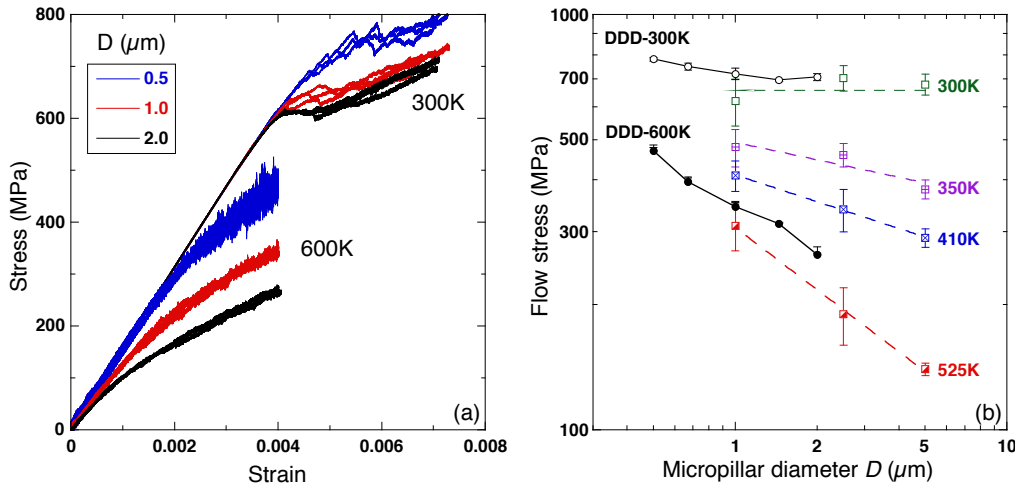 800
600
400
200
0
Stress (MPa)
D (µm)
0.5
1.0
2.0
300K
600K
(a)
0
0.002
0.004
0.006
0.008
Strain
1000
700
500
300
100
Flow stress (MPa)
DDD-300K
300K
DDD-600K
350K
410K
525K
(b)
1
2
5
10
Micropillar diameter D (µm)